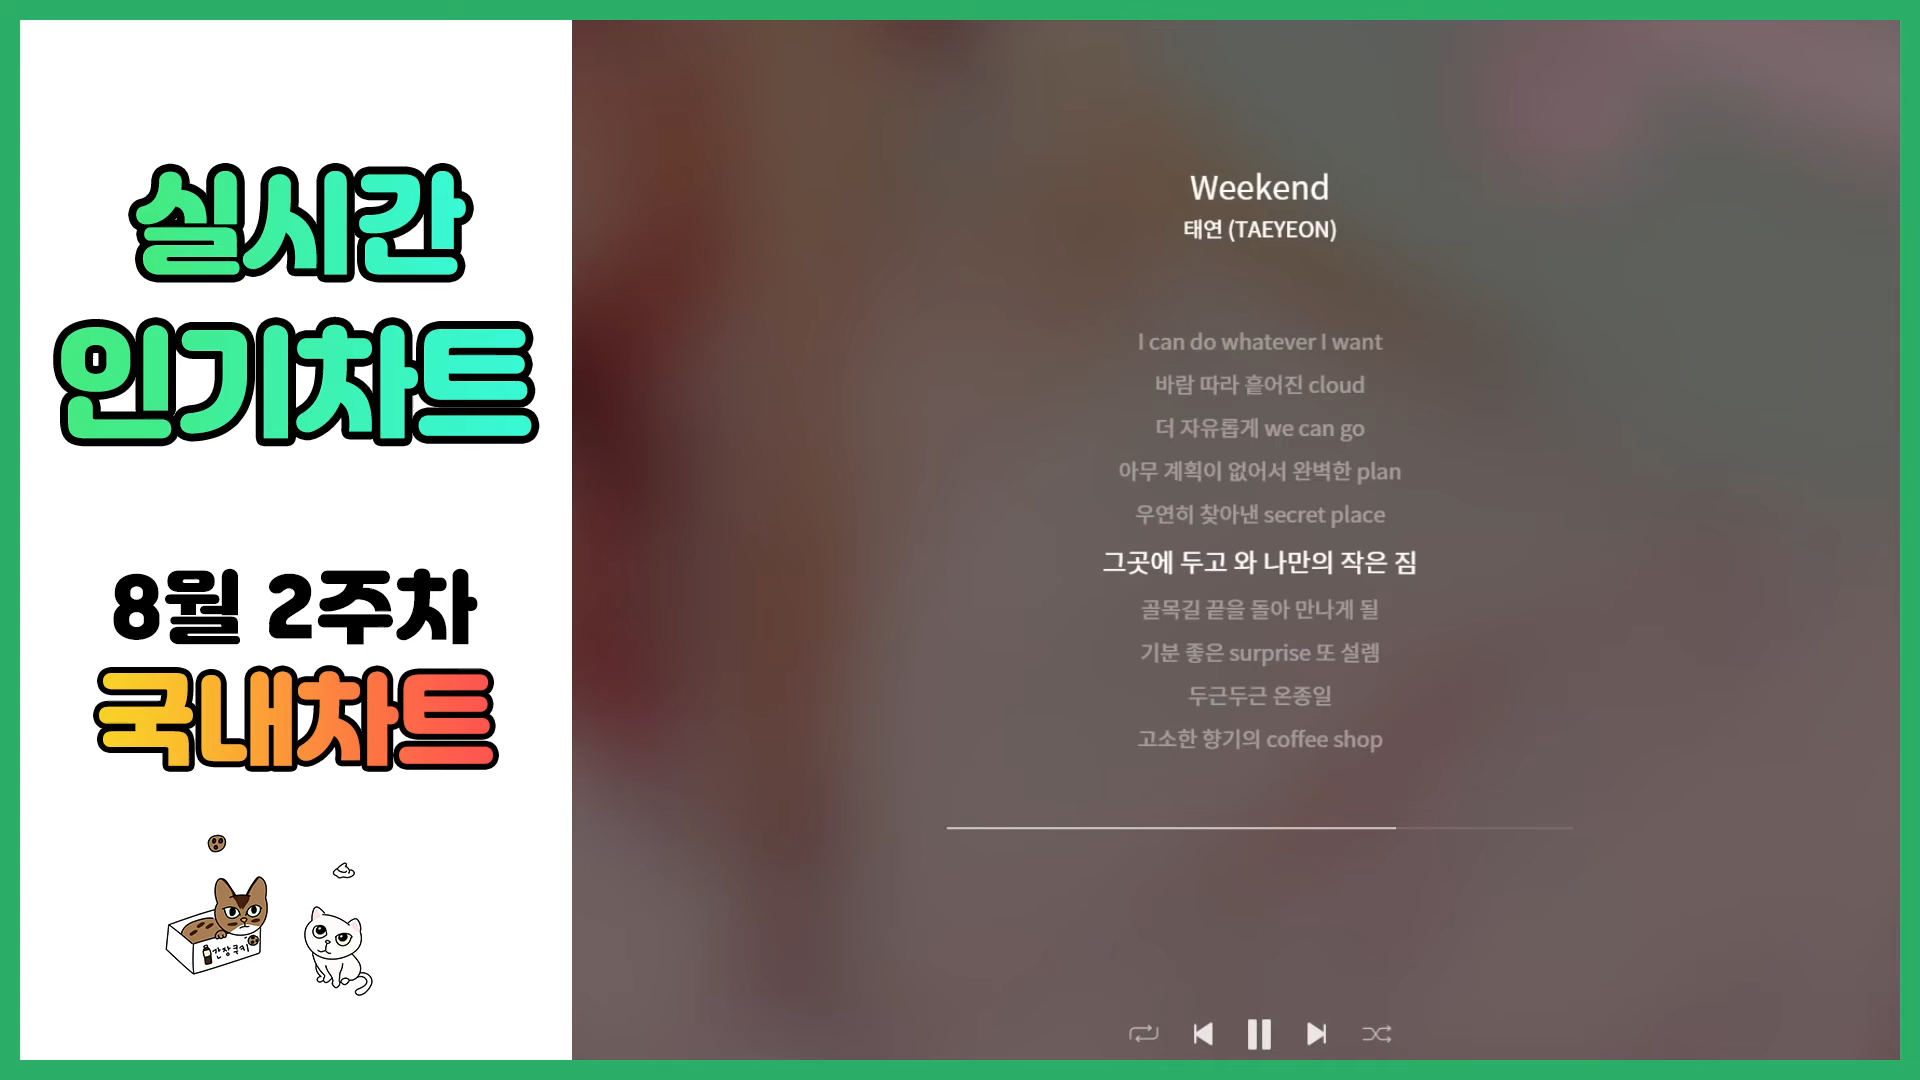 실시간
인기차트
8월 2주차
국내차트
간장쿠키
Weekend
태연 (TAEYEON)
I can do whatever I want
바람 따라 흩어진 cloud
더 자유롭게 we can go
아무 계획이 없어서 완벽한 plan
우연히 찾아낸 secret place
그곳에 두고 와 나만의 작은 짐
골목길 끝을 돌아 만나게 될
기분 좋은 surprise 또 설렘
두근두근 온종일
고소한 향기의 coffee shop